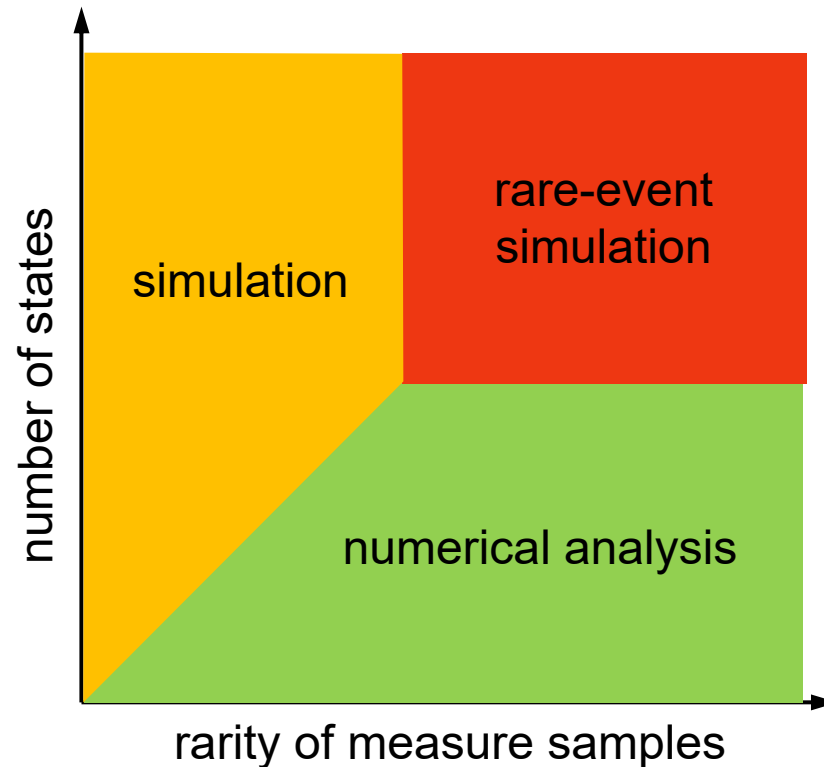 number of states
simulation
rare-event
simulation
numerical analysis
rarity of measure samples